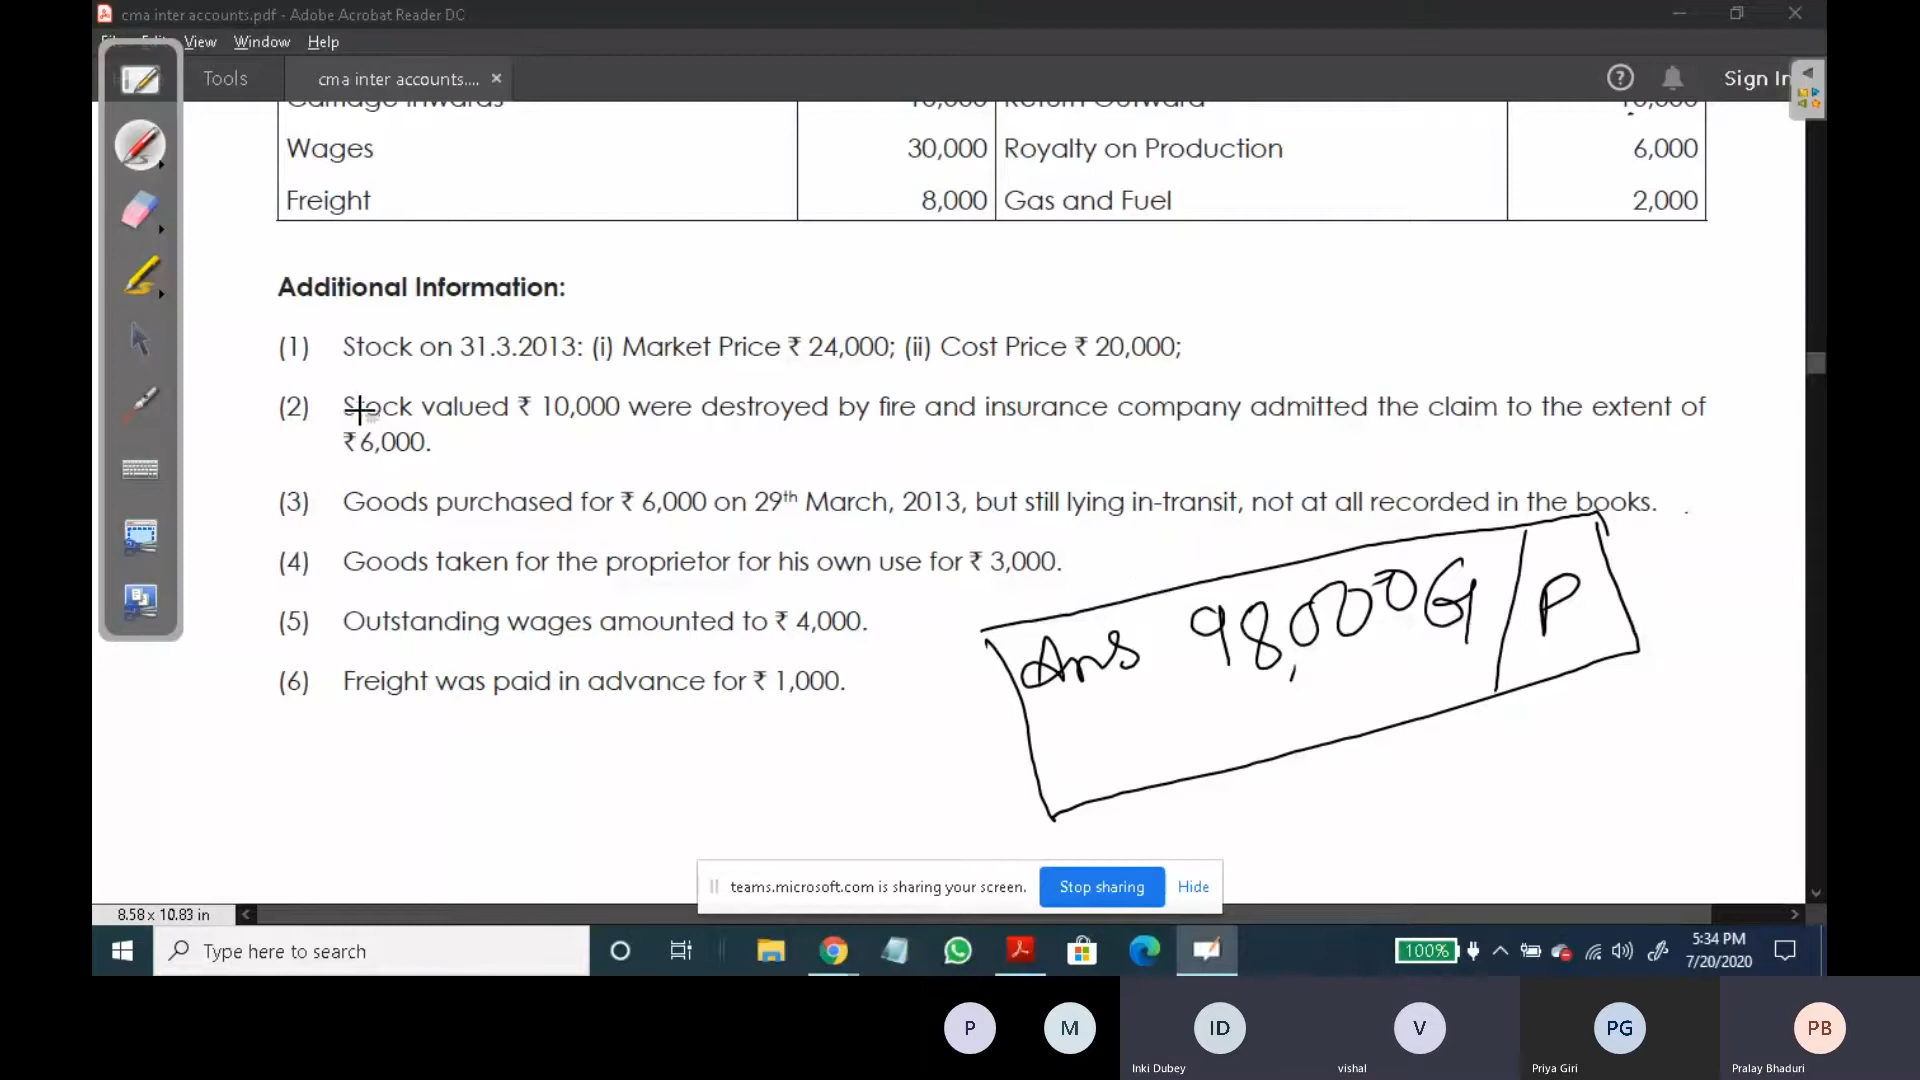 cma inter accounts.pdf - Adobe Acrobat Reader DC
View Window Help
Tools cma inter accounts.... × Sign In
Carriage Inwards Return Outward
Wages 30,000 Royalty on Production 6,000
Freight 8,000 Gas and Fuel 2,000
Additional Information:
(1) Stock on 31.3.2013: (i) Market Price ₹ 24,000; (ii) Cost Price ₹ 20,000;
(2) Stock valued ₹ 10,000 were destroyed by fire and insurance company admitted the claim to the extent of
₹6,000.
(3) Goods purchased for ₹ 6,000 on 29th March, 2013, but still lying in-transit, not at all recorded in the books.
(4) Goods taken for the proprietor for his own use for ₹ 3,000.
(5) Outstanding wages amounted to ₹ 4,000.
(6) Freight was paid in advance for ₹ 1,000.
Ans 98,000 G/P
teams.microsoft.com is sharing your screen. Stop sharing Hide
8.58 x 10.83 in
Type here to search
100%
5:34 PM
7/20/2020
P M ID V PG PB
Inki Dubey vishal Priya Giri Pralay Bhaduri